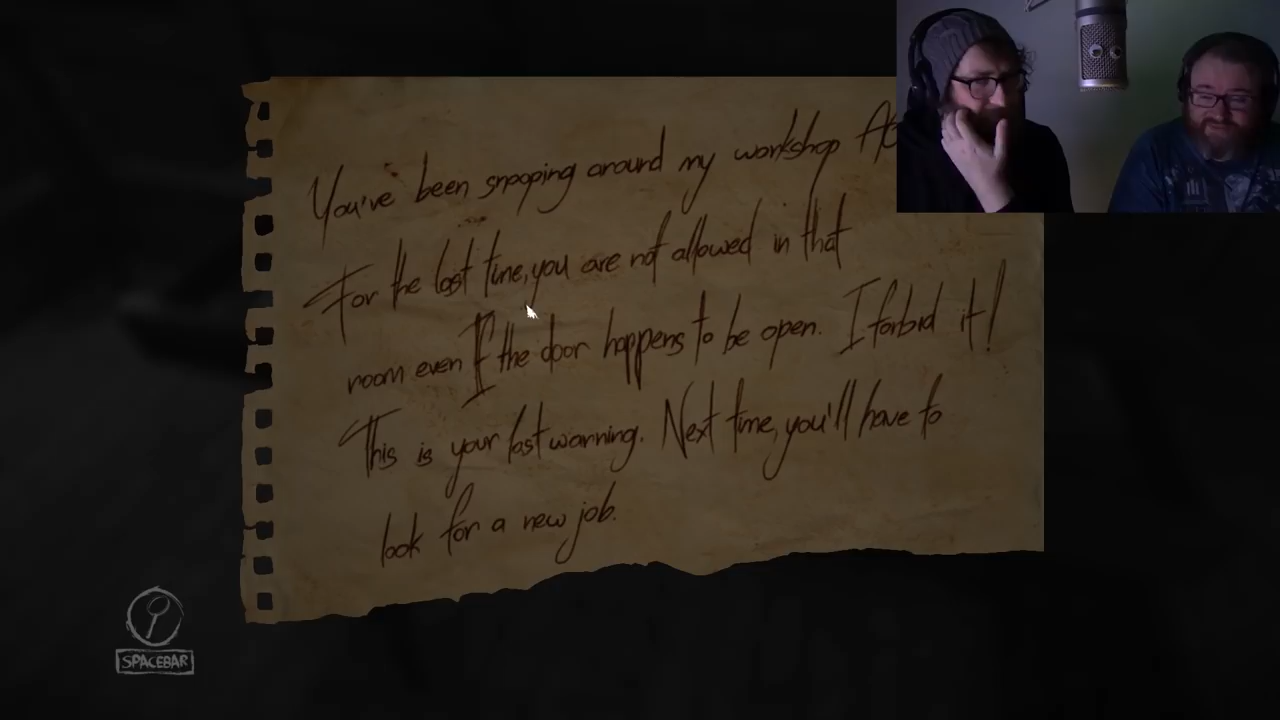 You've been snooping around my workshop
For the last time, you are not allowed in that
room even If the door happens to be open. I forbid it!
This is your last warning. Next time, you'll have to
look for a new job.
SPACEBAR